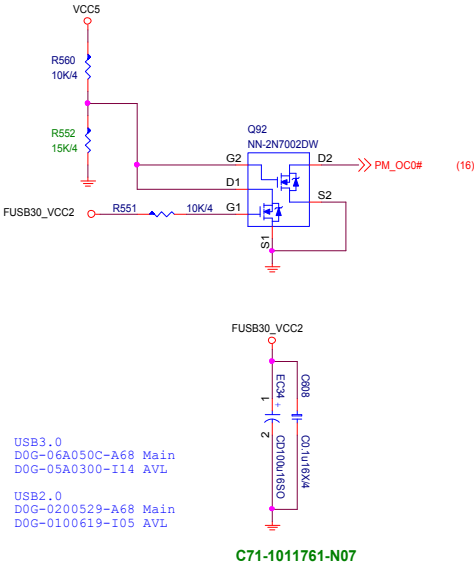 VCC5
R560
10K/4
R552
15K/4
Q92
NN-2N7002DW
G2
D2
PM_OC0#
(16)
D1
S2
FUSB30_VCC2
R551
10K/4
G1
S1
FUSB30_VCC2
1
EC34
+
C608
2
CD100u16SO
C0.1u16X/4
USB3.0
D0G-06A050C-A68 Main
D0G-05A0300-I14 AVL
USB2.0
D0G-0200529-A68 Main
D0G-0100619-I05 AVL
C71-1011761-N07